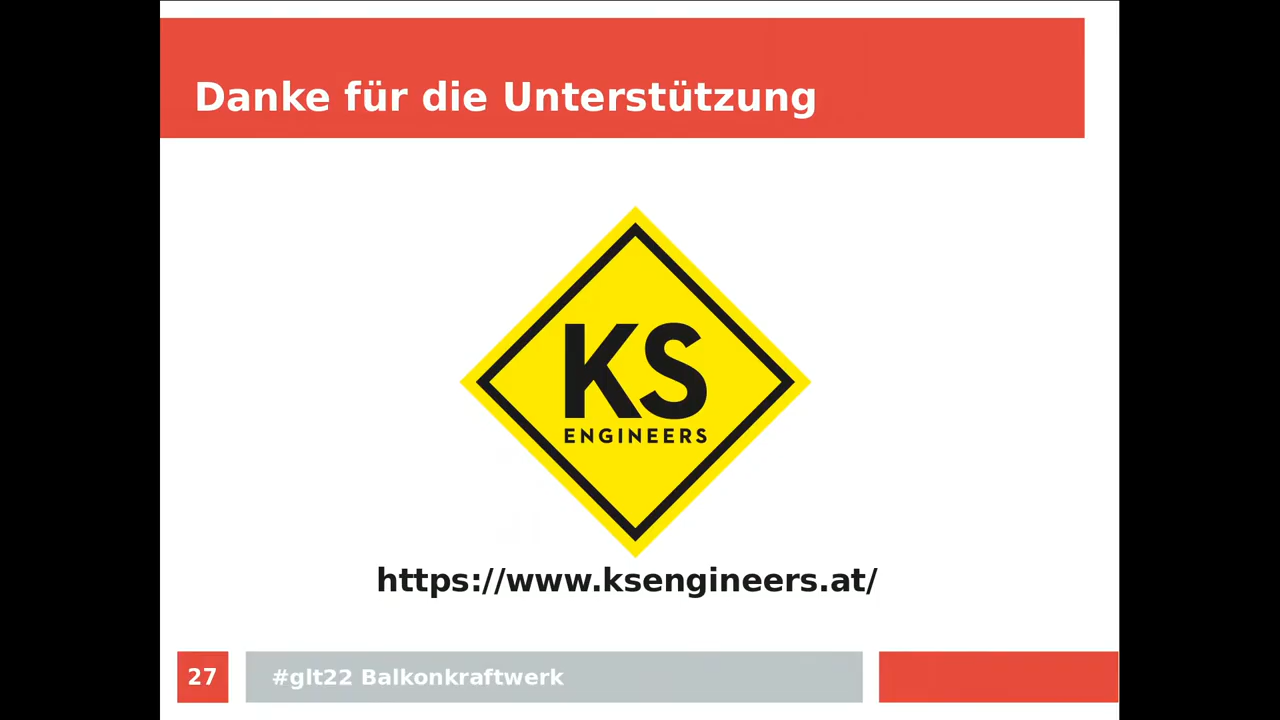 Danke für die Unterstützung
KS
ENGINEERS
https://www.ksengineers.at/
27
#glt22 Balkonkraftwerk